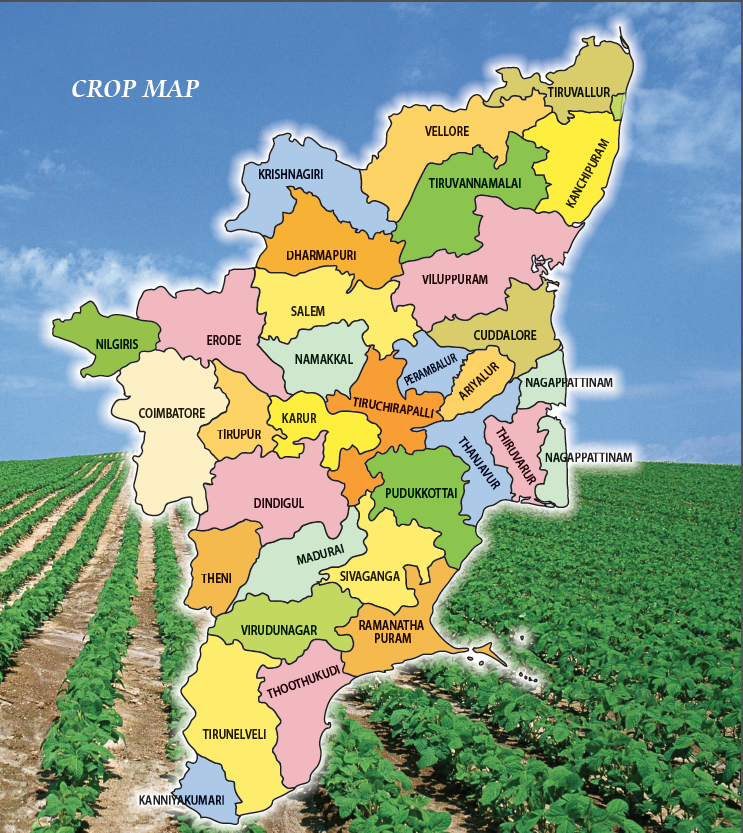 CROP MAP
TIRUVALLUR
VELLORE
KANCHIPURAM
KRISHNAGIRI
TIRUVANNAMALAI
DHARMAPURI
VILUPPURAM
SALEM
CUDDALORE
NILGIRIS
ERODE
NAMAKKAL
PERAMBALUR
ARIYALUR
NAGAPPATTINAM
COIMBATORE
TIRUCHIRAPALLI
KARUR
TIRUPUR
THANJAVUR
THIRUVARUR
NAGAPPATTINAM
DINDIGUL
PUDUKKOTTAI
MADURAI
THENI
SIVAGANGA
VIRUDUNAGAR
RAMANATHA
PURAM
THOOTHUKUDI
TIRUNELVELI
KANNIYAKUMARI